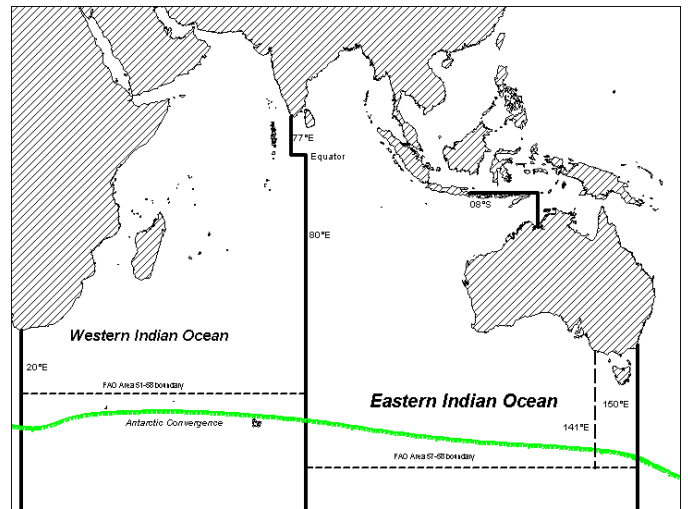 77°E
Equator
08°S
80°E
Western Indian Ocean
20°E
FAO Area 51-58 boundary
Eastern Indian Ocean
150°E
Antarctic Convergence
141°E
FAO Area 57-58 boundary